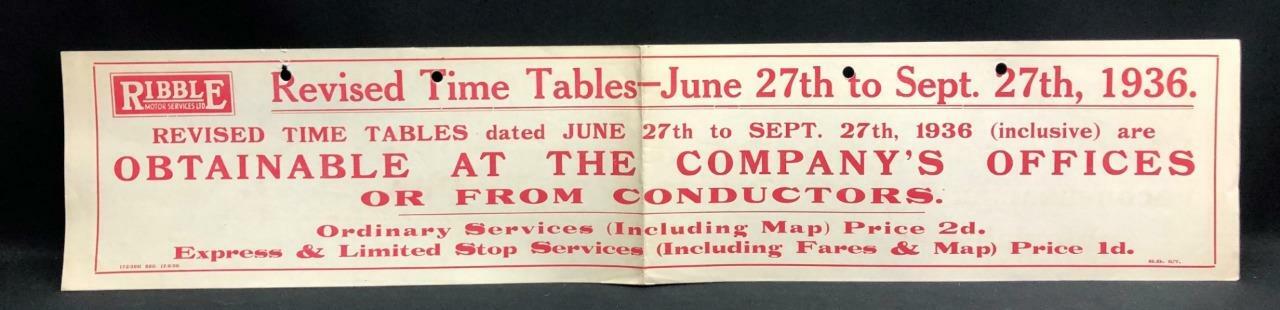 RIBBLE
MOTOR SERVICES LTD.
Revised Time Tables—June 27th to Sept. 27th, 1936.
REVISED TIME TABLES dated JUNE 27th to SEPT. 27th, 1936 (inclusive) are
OBTAINABLE AT THE COMPANY'S OFFICES
OR FROM CONDUCTORS.
Ordinary Services (Including Map) Price 2d.
Express & Limited Stop Services (Including Fares & Map) Price 1d.